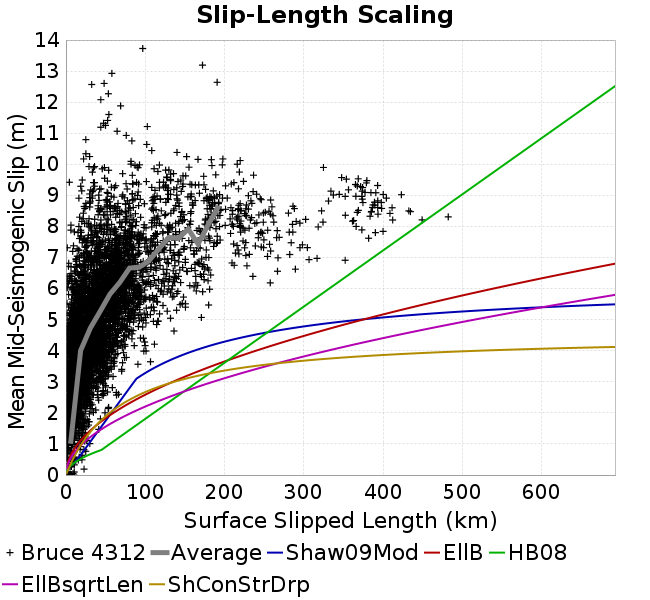 Slip-Length Scaling
14
13
12
11
10
9
8
7
6
5
4
3
2
1
0
Mean Mid-Seismogenic Slip (m)
0 100 200 300 400 500 600
Surface Slipped Length (km)
Bruce 4312 Average Shaw09Mod EllB HB08
EllBsqrtLen ShConStrDrp